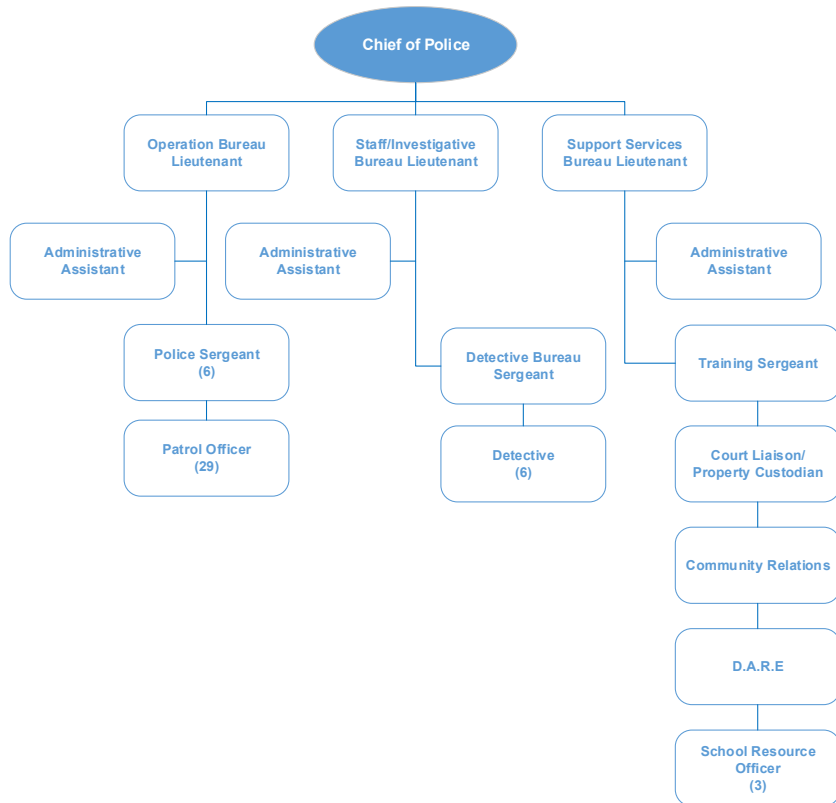 Chief of Police
Operation Bureau
Lieutenant
Staff/Investigative
Bureau Lieutenant
Support Services
Bureau Lieutenant
Administrative
Assistant
Administrative
Assistant
Administrative
Assistant
Police Sergeant
(6)
Detective Bureau
Sergeant
Training Sergeant
Patrol Officer
(29)
Detective
(6)
Court Liaison/
Property Custodian
Community Relations
D.A.R.E
School Resource
Officer
(3)